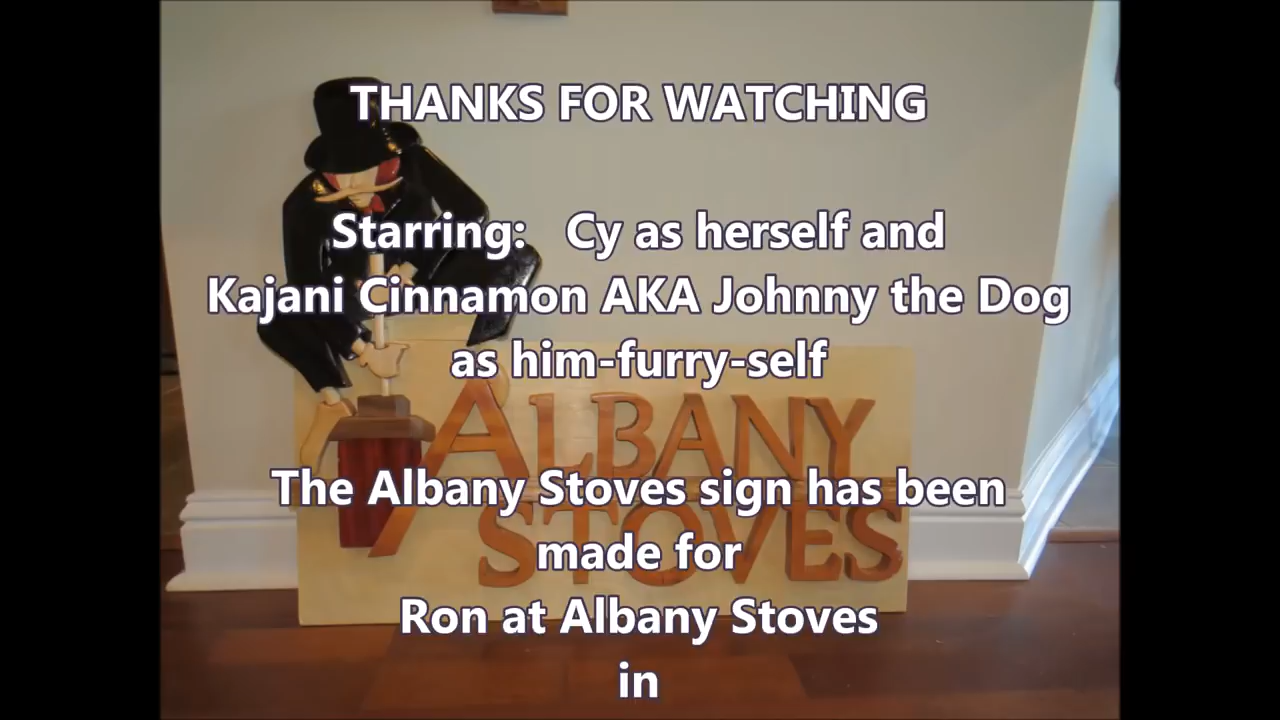 THANKS FOR WATCHING
Starring: Cy as herself and
Kajani Cinnamon AKA Johnny the Dog
as him-furry-self
ALBANY
STOVES
The Albany Stoves sign has been
made for
Ron at Albany Stoves
in